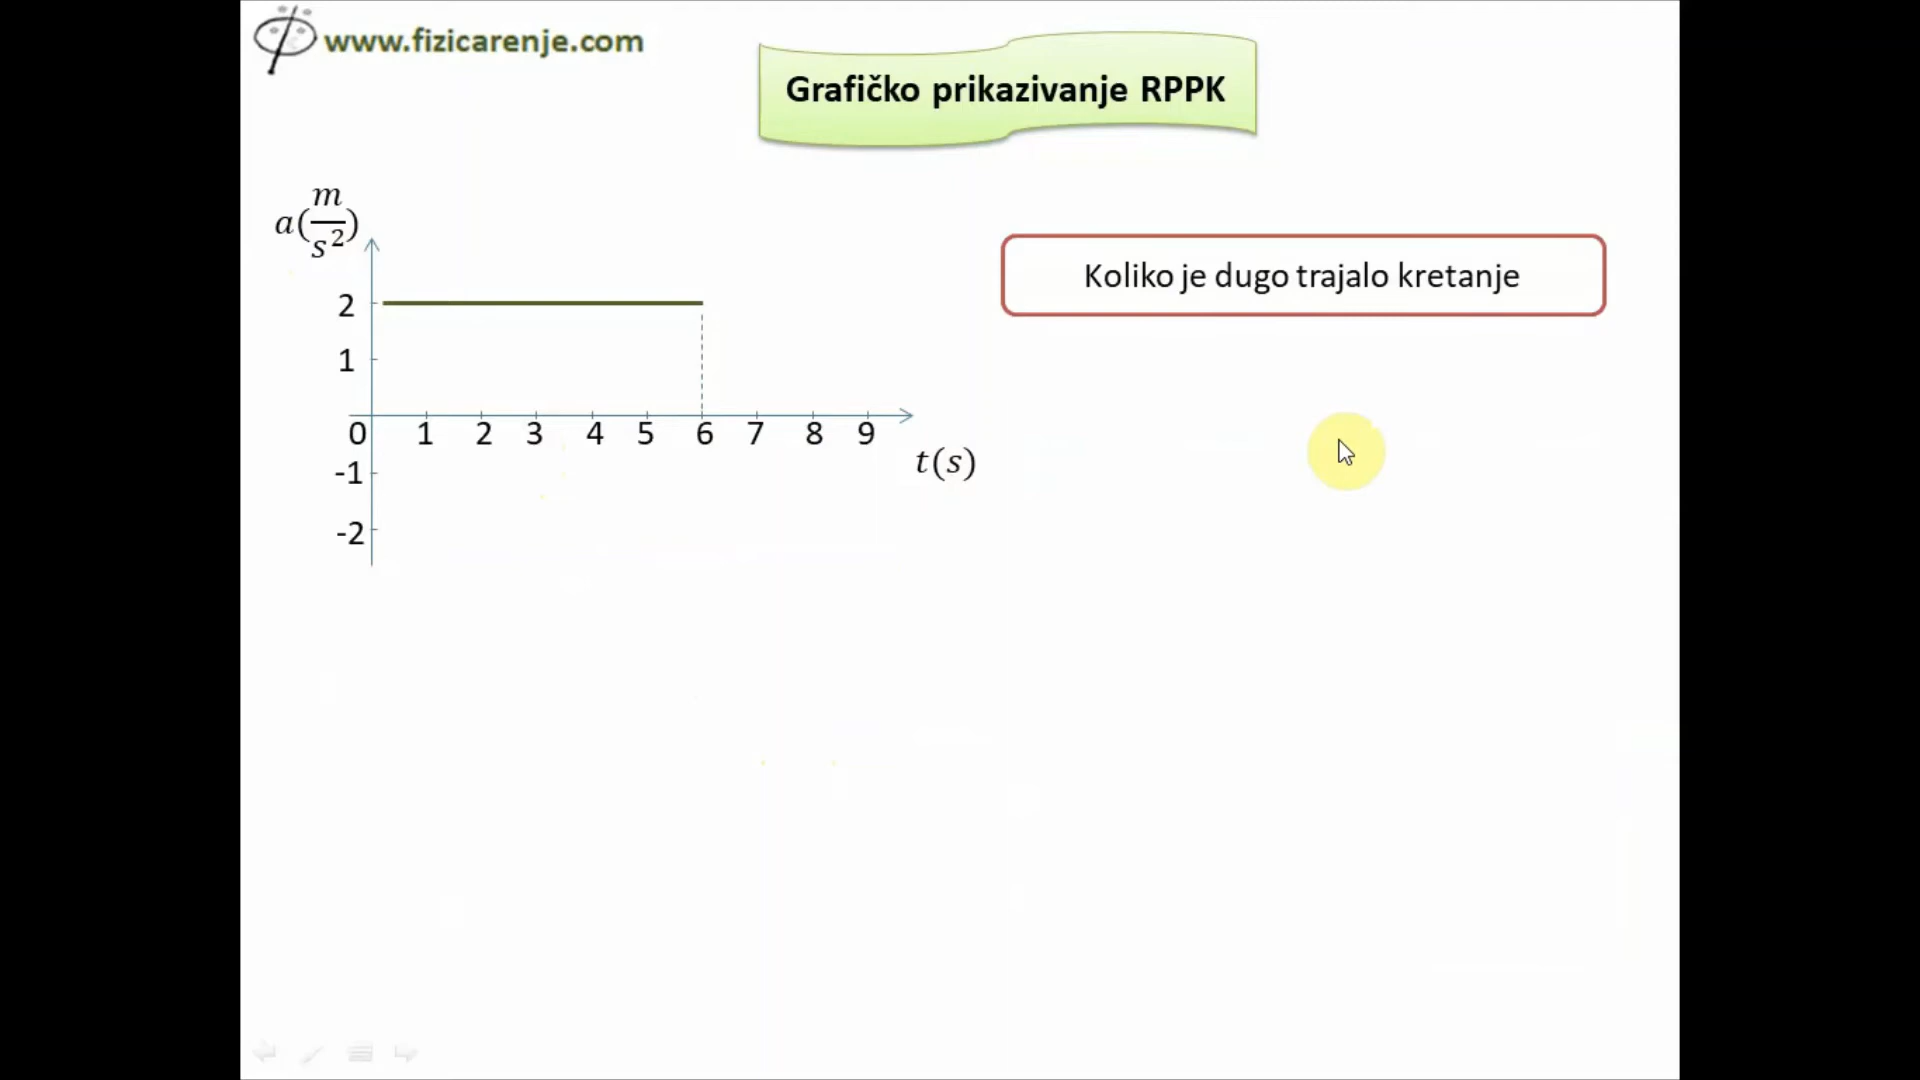 www.fizicarenje.com
Grafičko prikazivanje RPPK
a(m/s²)
Koliko je dugo trajalo kretanje
2
1
0 1 2 3 4 5 6 7 8 9
t(s)
-1
-2